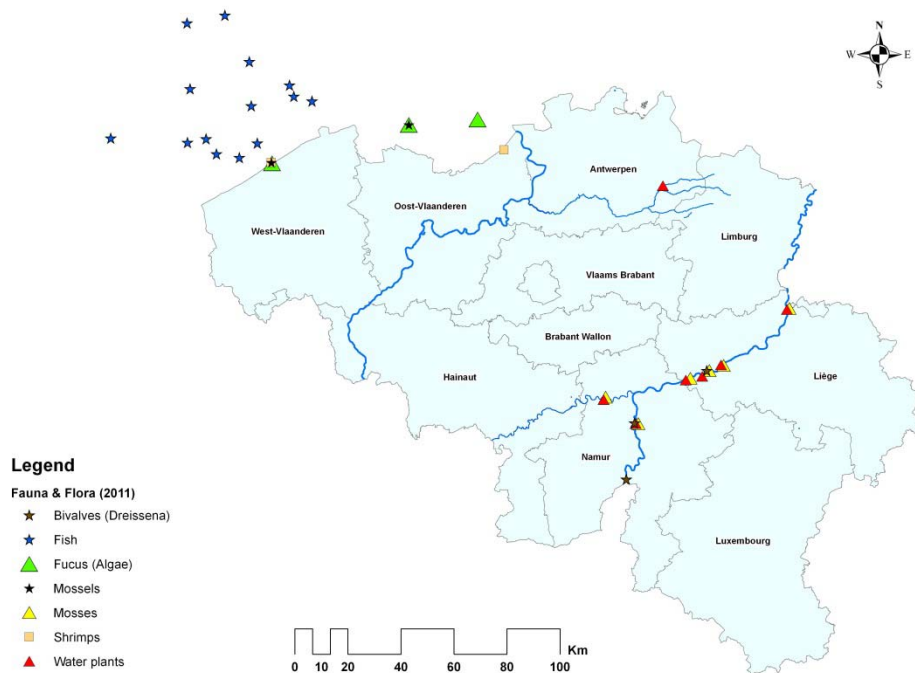 N
W E
S
Antwerpen
Oost-Vlaanderen
West-Vlaanderen
Limburg
Vlaams Brabant
Brabant Wallon
Hainaut
Liège
Namur
Luxembourg
Legend
Fauna & Flora (2011)
Bivalves (Dreissena)
Fish
Fucus (Algae)
Mossels
Mosses
Shrimps
Water plants
Km
0 10 20 40 60 80 100